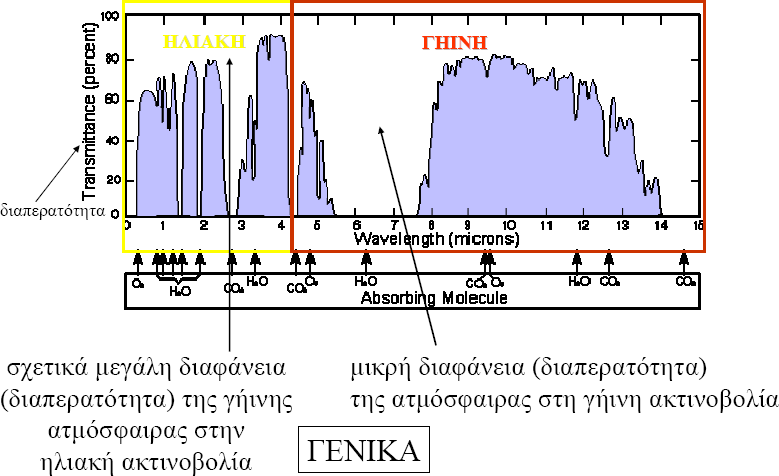 ΗΛΙΑΚΗ
ΓΗΙΝΗ
Transmittance (percent)
100
80
60
40
20
0
διαπερατότητα
0 1 2 3 4 5 6 7 8 9 10 11 12 13 14 15
Wavelength (microns)
O₃ H₂O CO₂ H₂O CO₂ O₃ H₂O CO₂ O₃ H₂O CO₂ CO₂
Absorbing Molecule
σχετικά μεγάλη διαφάνεια
(διαπερατότητα) της γήινης
ατμόσφαιρας στην
ηλιακή ακτινοβολία
μικρή διαφάνεια (διαπερατότητα)
της ατμόσφαιρας στη γήινη ακτινοβολία
ΓΕΝΙΚΑ